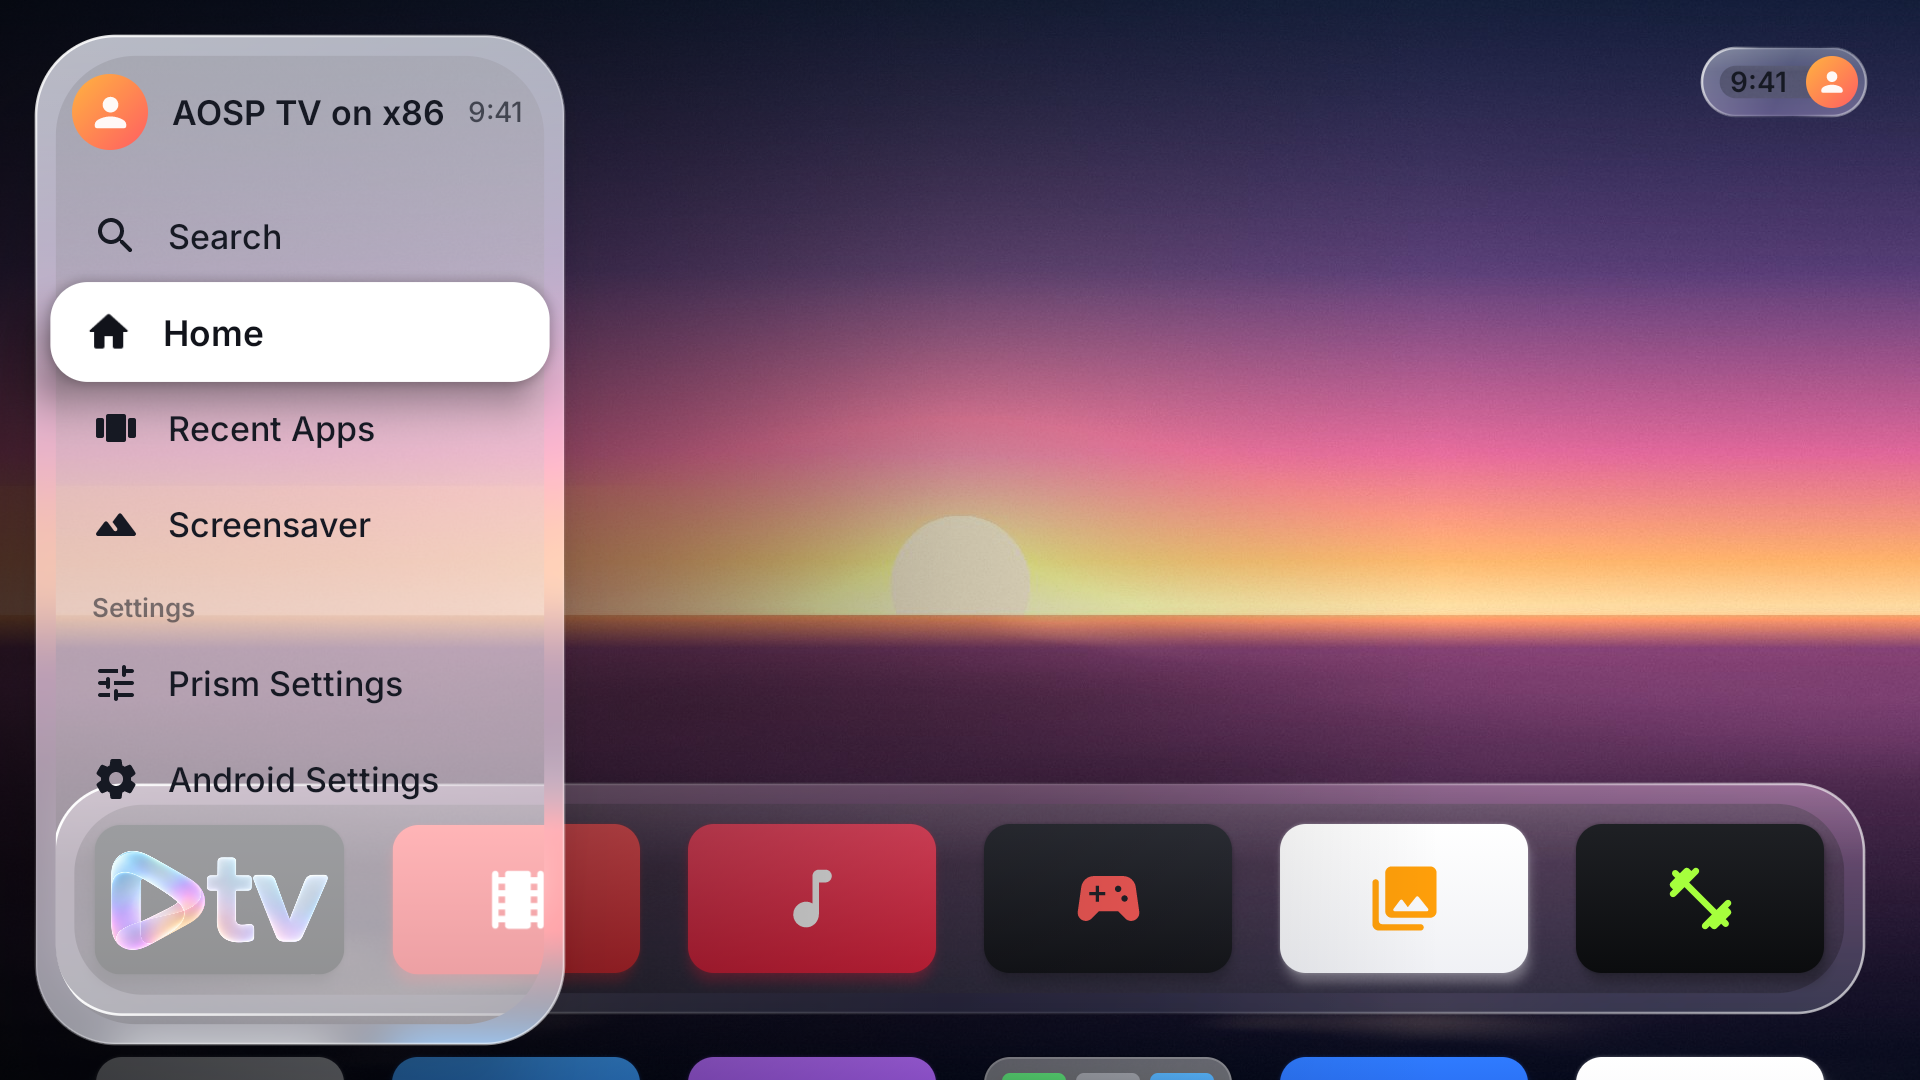 AOSP TV on x86 9:41
9:41
Search
Home
Recent Apps
Screensaver
Settings
Prism Settings
Android Settings
tv